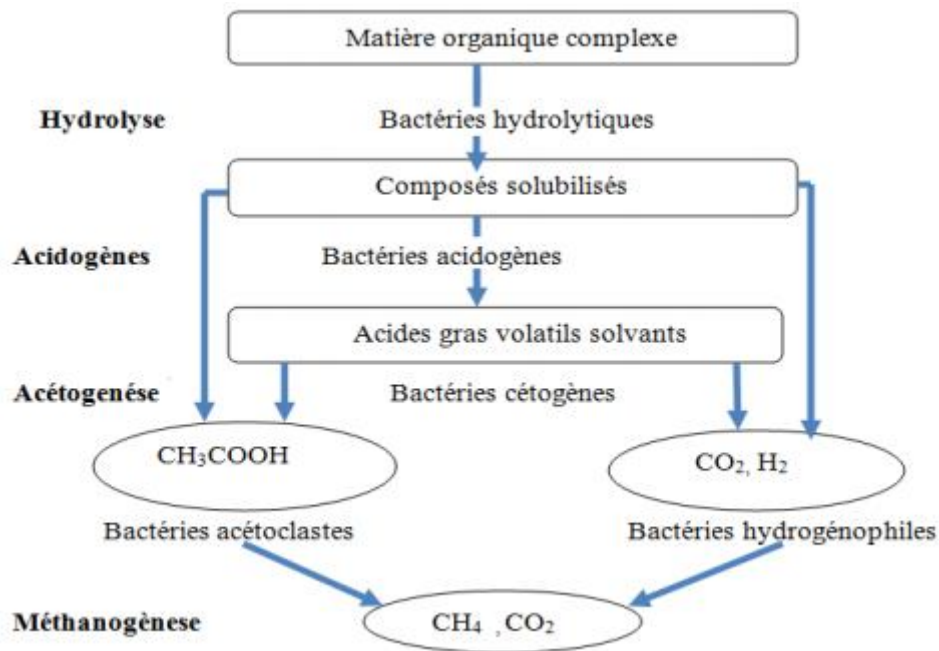 Matière organique complexe
Hydrolyse
Bactéries hydrolytiques
Composés solubilisés
Acidogènes
Bactéries acidogènes
Acides gras volatils solvants
Acétogenése
Bactéries cétogènes
CH₃COOH
CO₂, H₂
Bactéries acétoclastes
Bactéries hydrogénophiles
Méthanogènese
CH₄ , CO₂